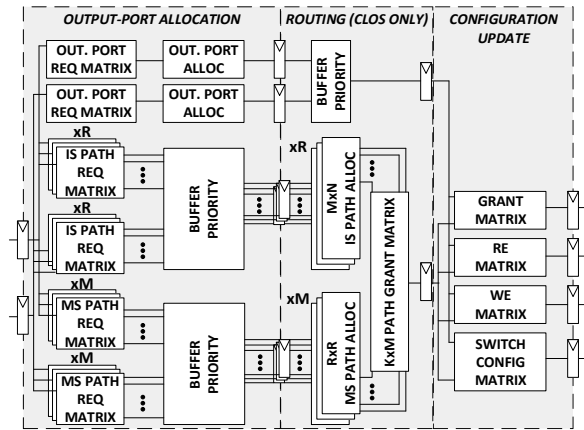 OUTPUT-PORT ALLOCATION
ROUTING (CLOS ONLY)
CONFIGURATION
UPDATE
OUT. PORT
REQ MATRIX
OUT. PORT
ALLOC
OUT. PORT
REQ MATRIX
OUT. PORT
ALLOC
BUFFER
PRIORITY
xR
IS PATH
REQ
MATRIX
xR
IS PATH
REQ
MATRIX
BUFFER
PRIORITY
xR
MxN
IS PATH ALLOC
KxM PATH GRANT MATRIX
xM
MS PATH
REQ
MATRIX
xM
MS PATH
REQ
MATRIX
BUFFER
PRIORITY
xM
RxR
MS PATH ALLOC
GRANT
MATRIX
RE
MATRIX
WE
MATRIX
SWITCH
CONFIG
MATRIX